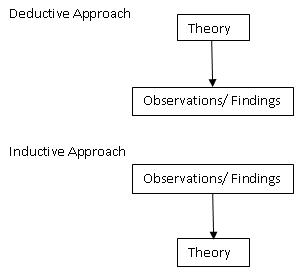 Deductive Approach
Theory
Observations/ Findings
Inductive Approach
Observations/ Findings
Theory